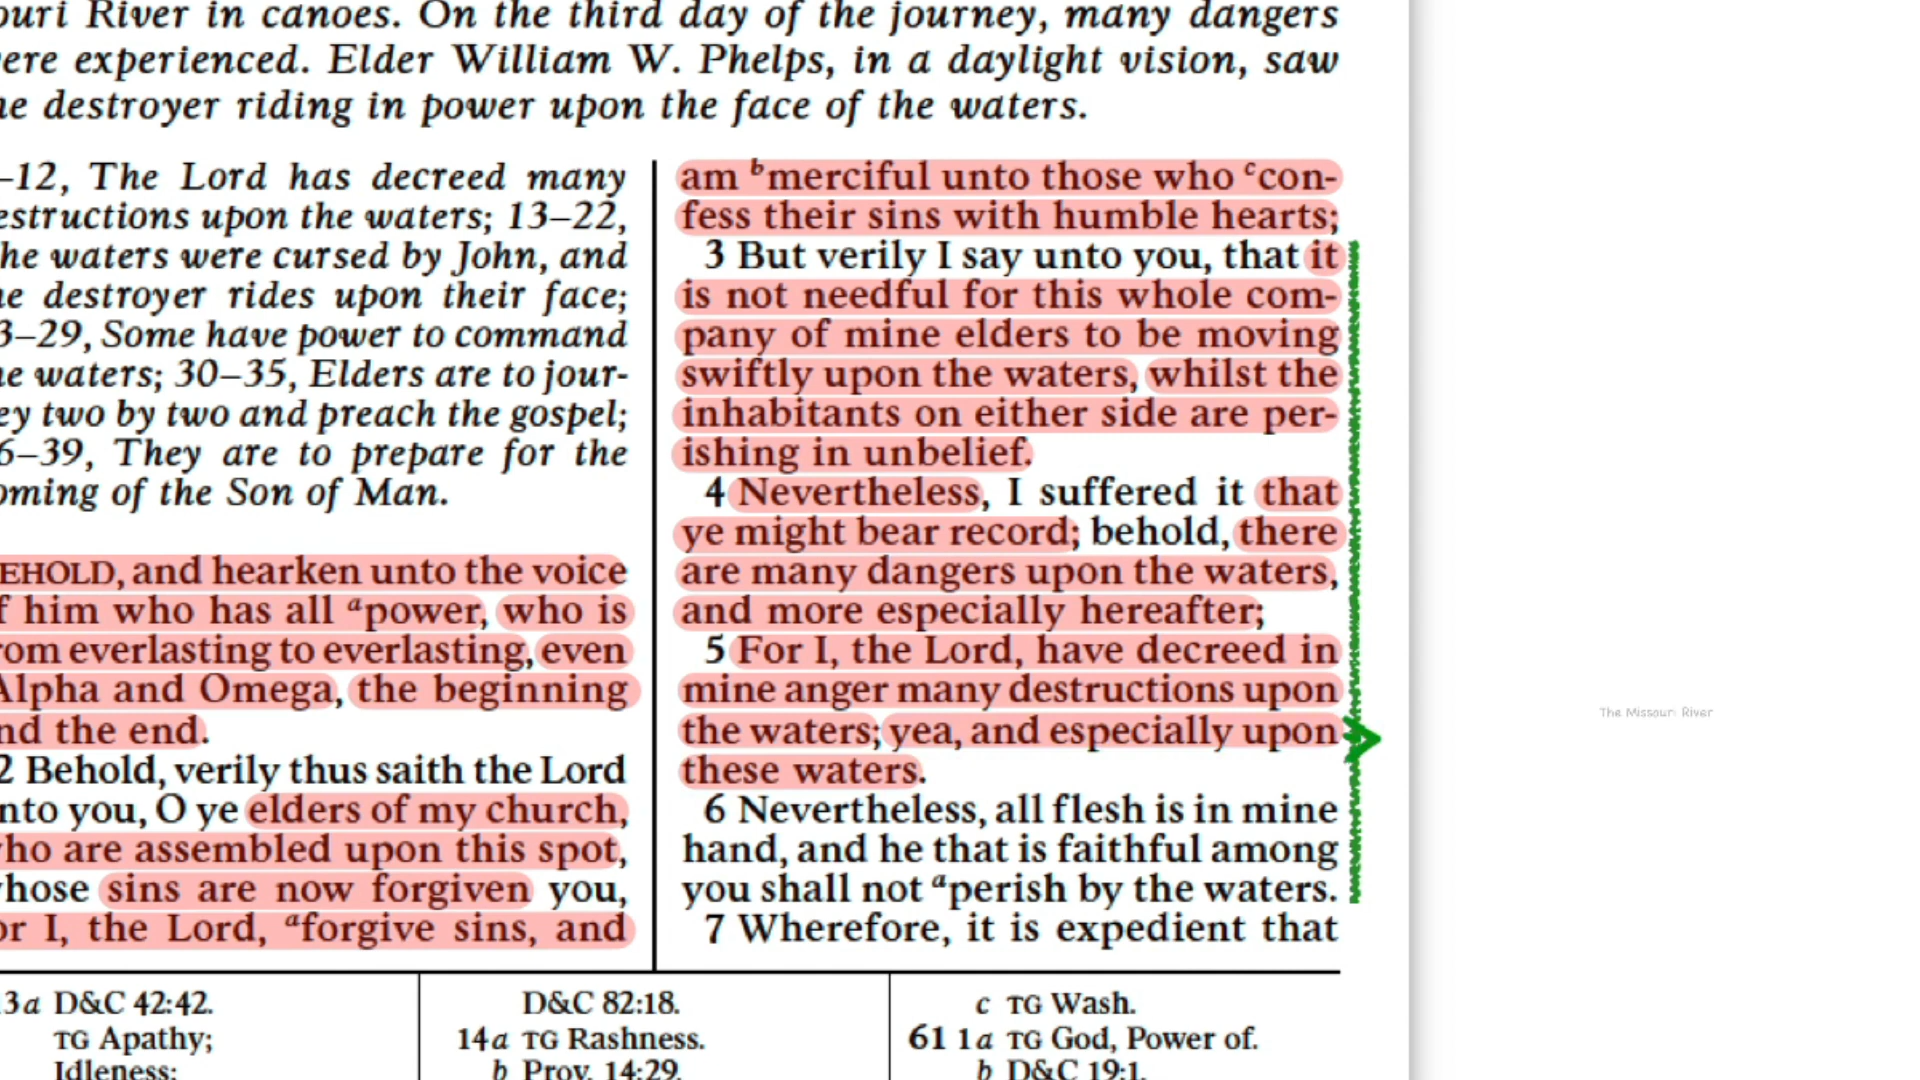 ouri River in canoes. On the third day of the journey, many dangers
ere experienced. Elder William W. Phelps, in a daylight vision, saw
he destroyer riding in power upon the face of the waters.
–12, The Lord has decreed many
estructions upon the waters; 13–22,
he waters were cursed by John, and
he destroyer rides upon their face;
3–29, Some have power to command
he waters; 30–35, Elders are to jour-
ey two by two and preach the gospel;
6–39, They are to prepare for the
oming of the Son of Man.
EHOLD, and hearken unto the voice
f him who has all a power, who is
rom everlasting to everlasting, even
Alpha and Omega, the beginning
nd the end.
2 Behold, verily thus saith the Lord
nto you, O ye elders of my church,
who are assembled upon this spot,
whose sins are now forgiven you,
or I, the Lord, a forgive sins, and
am b merciful unto those who c con-
fess their sins with humble hearts;
3 But verily I say unto you, that it
is not needful for this whole com-
pany of mine elders to be moving
swiftly upon the waters, whilst the
inhabitants on either side are per-
ishing in unbelief.
4 Nevertheless, I suffered it that
ye might bear record; behold, there
are many dangers upon the waters,
and more especially hereafter;
5 For I, the Lord, have decreed in
mine anger many destructions upon
the waters; yea, and especially upon
these waters.
6 Nevertheless, all flesh is in mine
hand, and he that is faithful among
you shall not a perish by the waters.
7 Wherefore, it is expedient that
The Missouri River
13a D&C 42:42.
TG Apathy;
Idleness;
D&C 82:18.
14a TG Rashness.
b Prov. 14:29.
c TG Wash.
61 1a TG God, Power of.
b D&C 19:1.